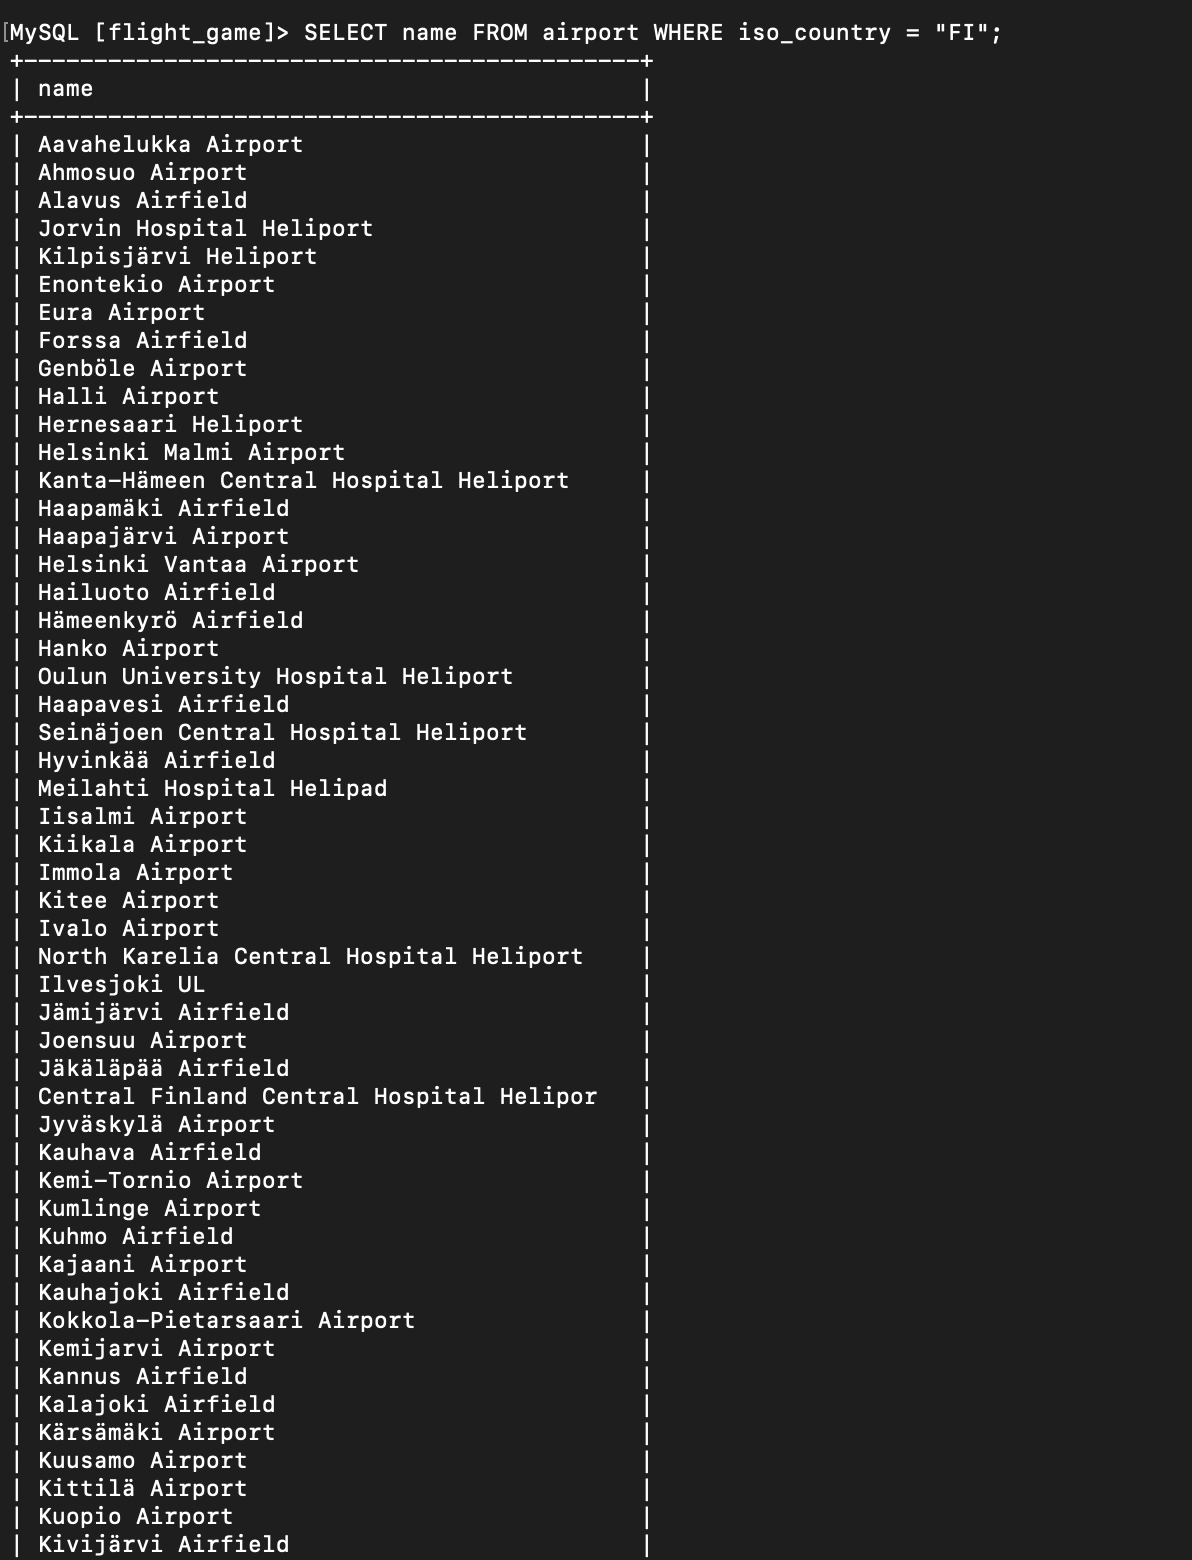 [MySQL [flight_game]> SELECT name FROM airport WHERE iso_country = "FI";
+----------------------------------------------+
| name                                       |
+----------------------------------------------+
| Aavahelukka Airport                        |
| Ahmosuo Airport                            |
| Alavus Airfield                            |
| Jorvin Hospital Heliport                   |
| Kilpisjärvi Heliport                       |
| Enontekio Airport                          |
| Eura Airport                               |
| Forssa Airfield                            |
| Genböle Airport                            |
| Halli Airport                              |
| Hernesaari Heliport                        |
| Helsinki Malmi Airport                     |
| Kanta-Hämeen Central Hospital Heliport     |
| Haapamäki Airfield                         |
| Haapajärvi Airport                         |
| Helsinki Vantaa Airport                    |
| Hailuoto Airfield                          |
| Hämeenkyrö Airfield                        |
| Hanko Airport                              |
| Oulun University Hospital Heliport         |
| Haapavesi Airfield                         |
| Seinäjoen Central Hospital Heliport        |
| Hyvinkää Airfield                          |
| Meilahti Hospital Helipad                  |
| Iisalmi Airport                            |
| Kiikala Airport                            |
| Immola Airport                             |
| Kitee Airport                              |
| Ivalo Airport                              |
| North Karelia Central Hospital Heliport    |
| Ilvesjoki UL                               |
| Jämijärvi Airfield                         |
| Joensuu Airport                            |
| Jäkäläpää Airfield                         |
| Central Finland Central Hospital Helipor   |
| Jyväskylä Airport                          |
| Kauhava Airfield                           |
| Kemi-Tornio Airport                        |
| Kumlinge Airport                           |
| Kuhmo Airfield                             |
| Kajaani Airport                            |
| Kauhajoki Airfield                         |
| Kokkola-Pietarsaari Airport                |
| Kemijarvi Airport                          |
| Kannus Airfield                            |
| Kalajoki Airfield                          |
| Kärsämäki Airport                          |
| Kuusamo Airport                            |
| Kittilä Airport                            |
| Kuopio Airport                             |
| Kivijärvi Airfield                         |